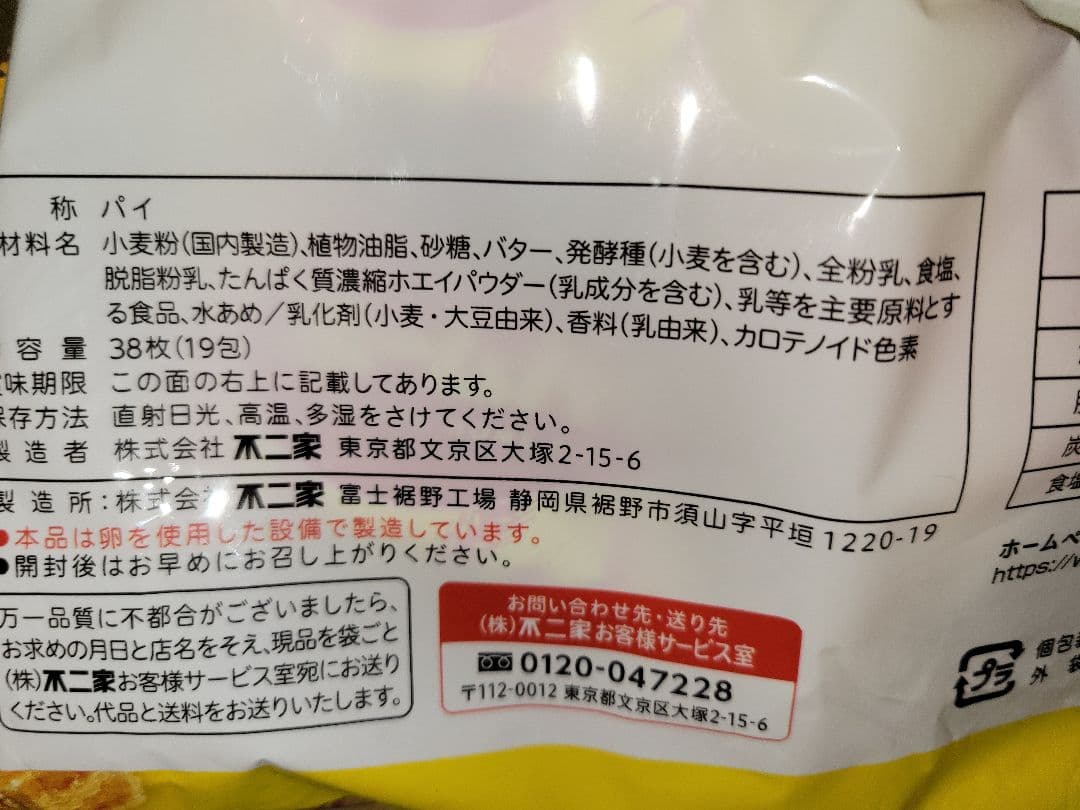 称 パイ
材料名 小麦粉(国内製造)、植物油脂、砂糖、バター、発酵種(小麦を含む)、全粉乳、食塩、
脱脂粉乳、たんぱく質濃縮ホエイパウダー(乳成分を含む)、乳等を主要原料とす
る食品、水あめ/乳化剤(小麦・大豆由来)、香料(乳由来)、カロテノイド色素
容量 38枚(19包)
味期限 この面の右上に記載してあります。
保存方法 直射日光、高温、多湿をさけてください。
製造者 株式会社 不二家 東京都文京区大塚2-15-6
製造所:株式会社 不二家 富士裾野工場 静岡県裾野市須山字平垣1220-19
●本品は卵を使用した設備で製造しています。
●開封後はお早めにお召し上がりください。
万一品質に不都合がございましたら、
お求めの月日と店名をそえ、現品を袋ごと
(株)不二家お客様サービス室宛にお送り
ください。代品と送料をお送りいたします。
お問い合わせ先・送り先
(株)不二家お客様サービス室
0120-047228
〒112-0012 東京都文京区大塚2-15-6
炭
食塩
ホームペ
https://w
プラ
個包装
外 袋